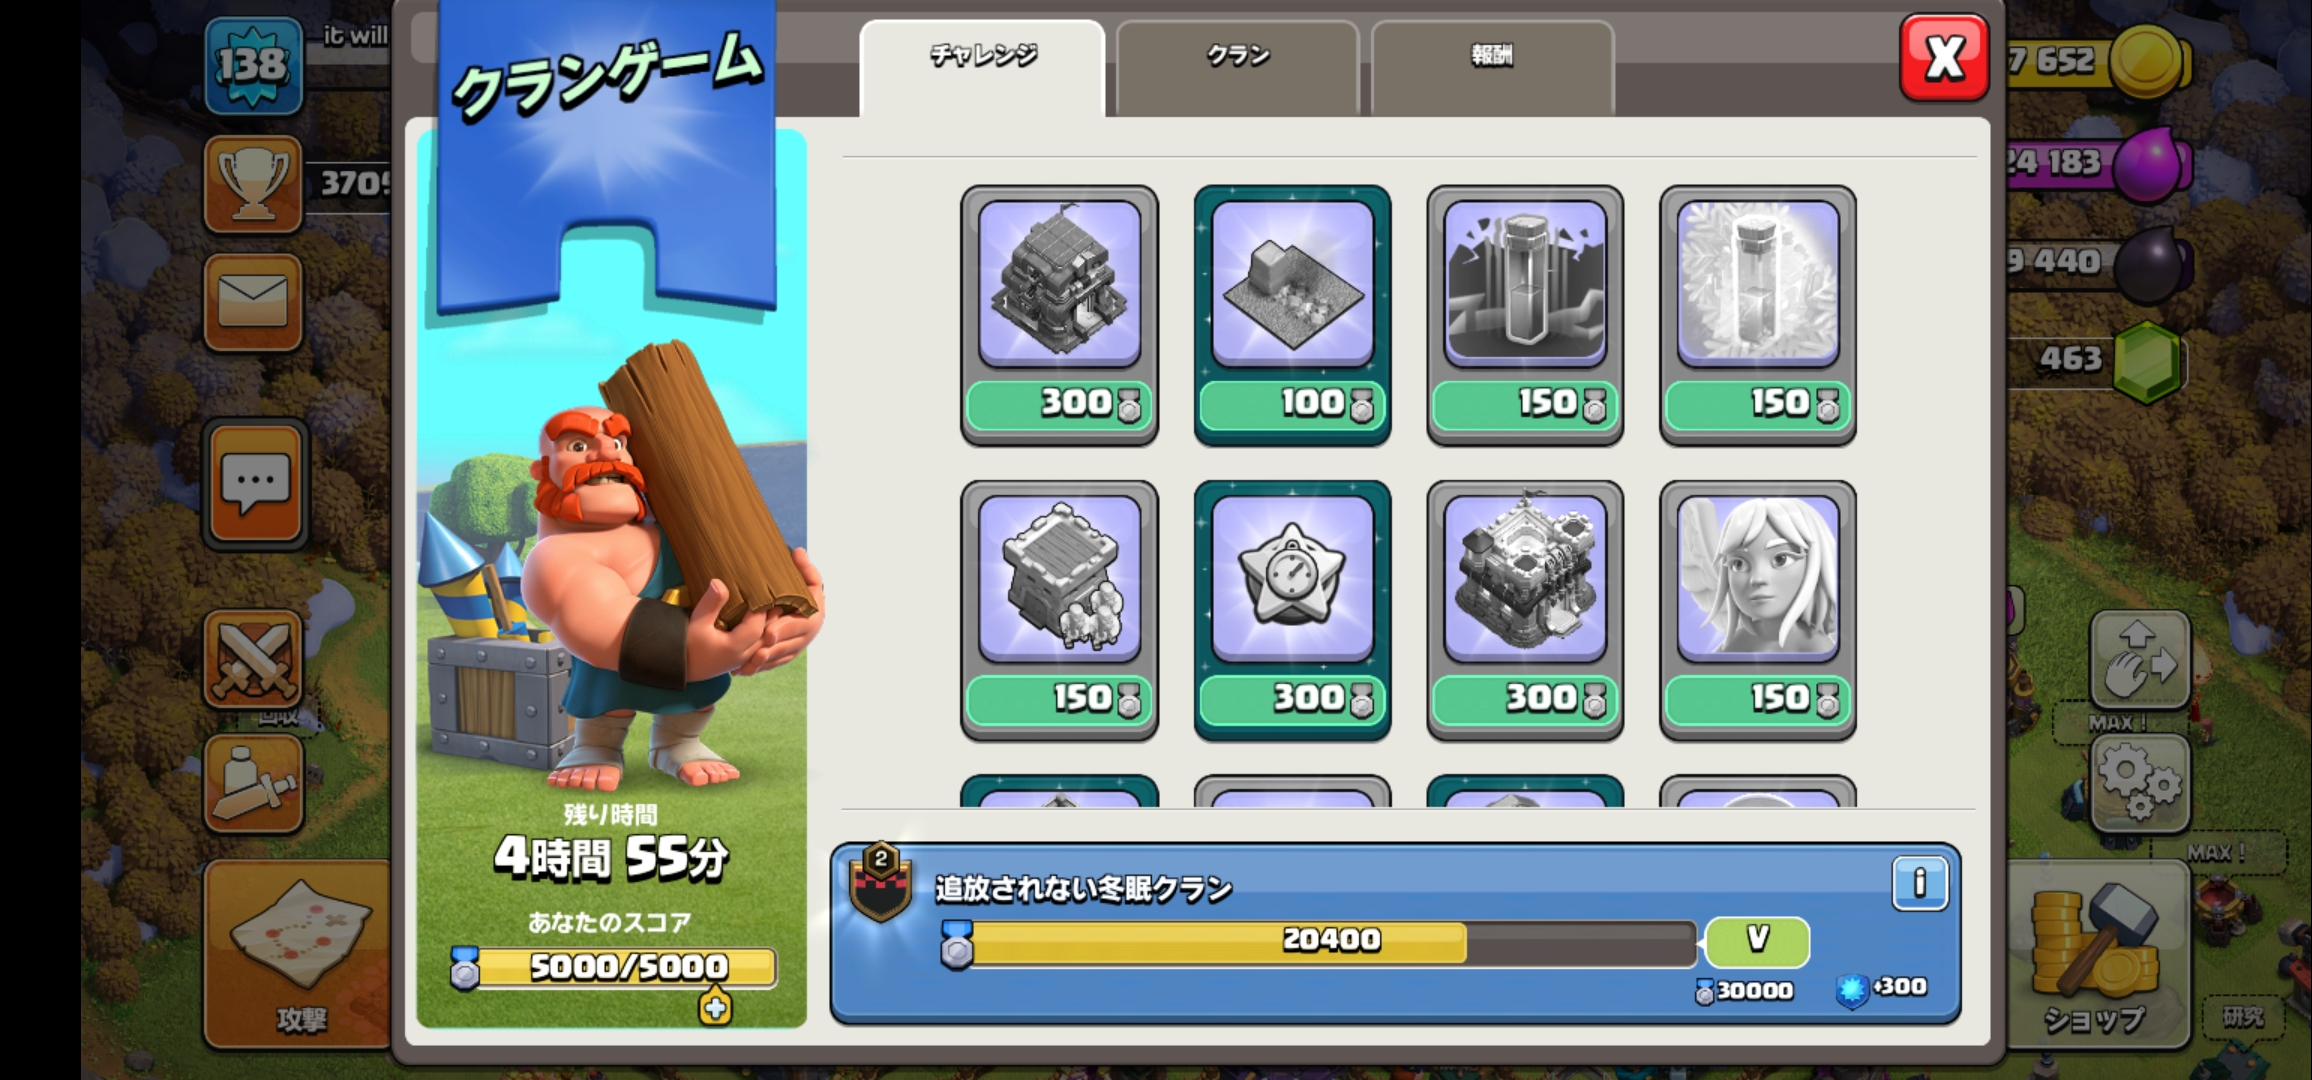 138
it will
3705
回収
攻撃
クランゲーム
残り時間
4時間 55分
あなたのスコア
5000/5000
チャレンジ
クラン
報酬
X
300
100
150
150
150
300
300
150
2
追放されない冬眠クラン
i
20400
V
30000
+300
7 652
24 183
9 440
463
MAX!
MAX!
ショップ
研究